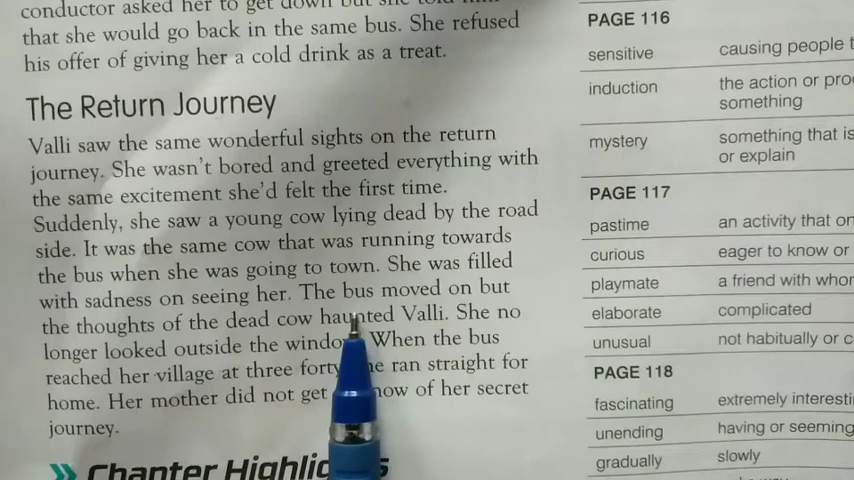 conductor asked her to get down but she told him
that she would go back in the same bus. She refused
his offer of giving her a cold drink as a treat.
The Return Journey
Valli saw the same wonderful sights on the return
journey. She wasn't bored and greeted everything with
the same excitement she'd felt the first time.
Suddenly, she saw a young cow lying dead by the road
side. It was the same cow that was running towards
the bus when she was going to town. She was filled
with sadness on seeing her. The bus moved on but
the thoughts of the dead cow haunted Valli. She no
longer looked outside the window When the bus
reached her village at three forty ran straight for
home. Her mother did not get of her secret
journey.
Chapter Highlights
PAGE 116
sensitive causing people
induction the action or
something
mystery something that is
or explain
PAGE 117
pastime an activity that
curious eager to know or
playmate a friend with
elaborate complicated
unusual not habitually or
PAGE 118
fascinating extremely
unending having or seeming
gradually slowly